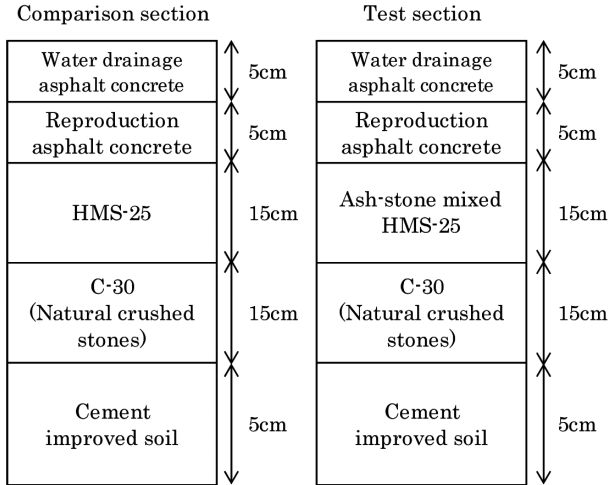 Comparison section
Water drainage
asphalt concrete
5cm
Reproduction
asphalt concrete
5cm
HMS-25
15cm
C-30
(Natural crushed
stones)
15cm
Cement
improved soil
5cm
Test section
Water drainage
asphalt concrete
5cm
Reproduction
asphalt concrete
5cm
Ash-stone mixed
HMS-25
15cm
C-30
(Natural crushed
stones)
15cm
Cement
improved soil
5cm